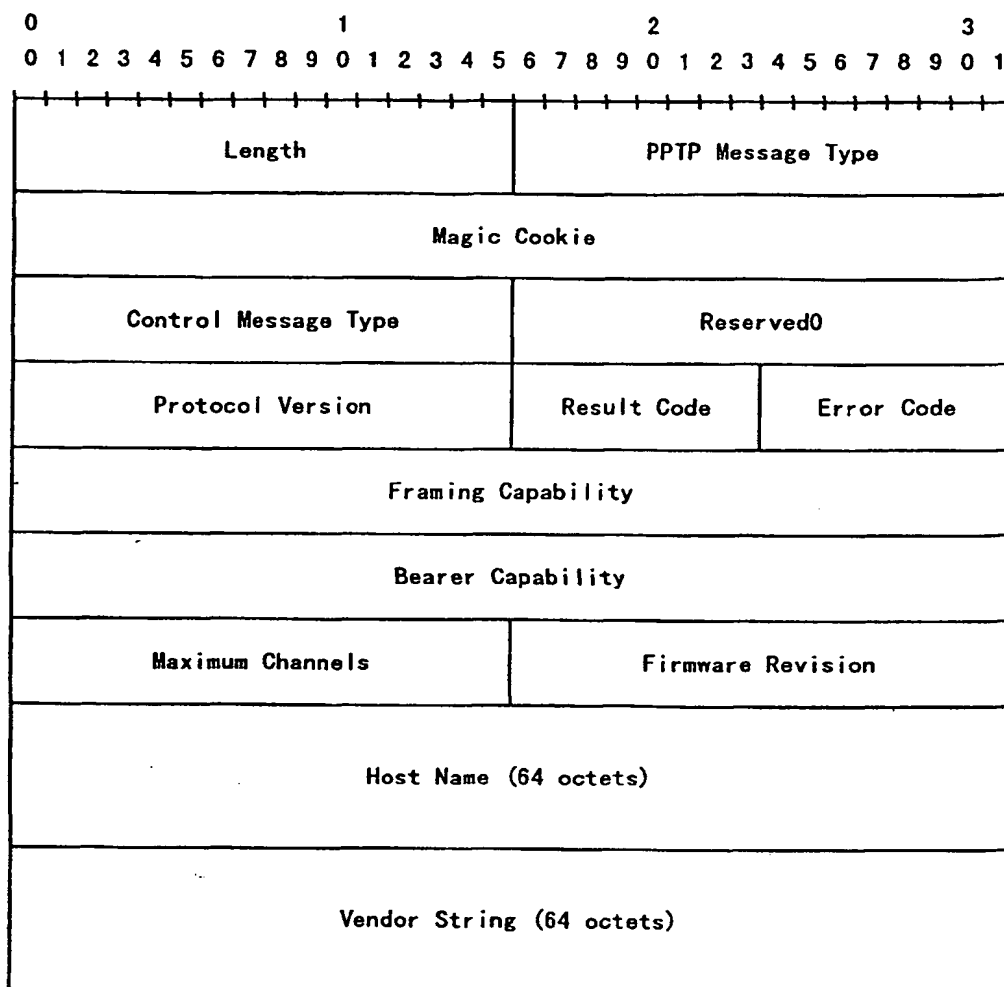 0 1 2 3
0 1 2 3 4 5 6 7 8 9 0 1 2 3 4 5 6 7 8 9 0 1 2 3 4 5 6 7 8 9 0 1
Length PPTP Message Type
Magic Cookie
Control Message Type Reserved0
Protocol Version Result Code Error Code
Framing Capability
Bearer Capability
Maximum Channels Firmware Revision
Host Name (64 octets)
Vendor String (64 octets)